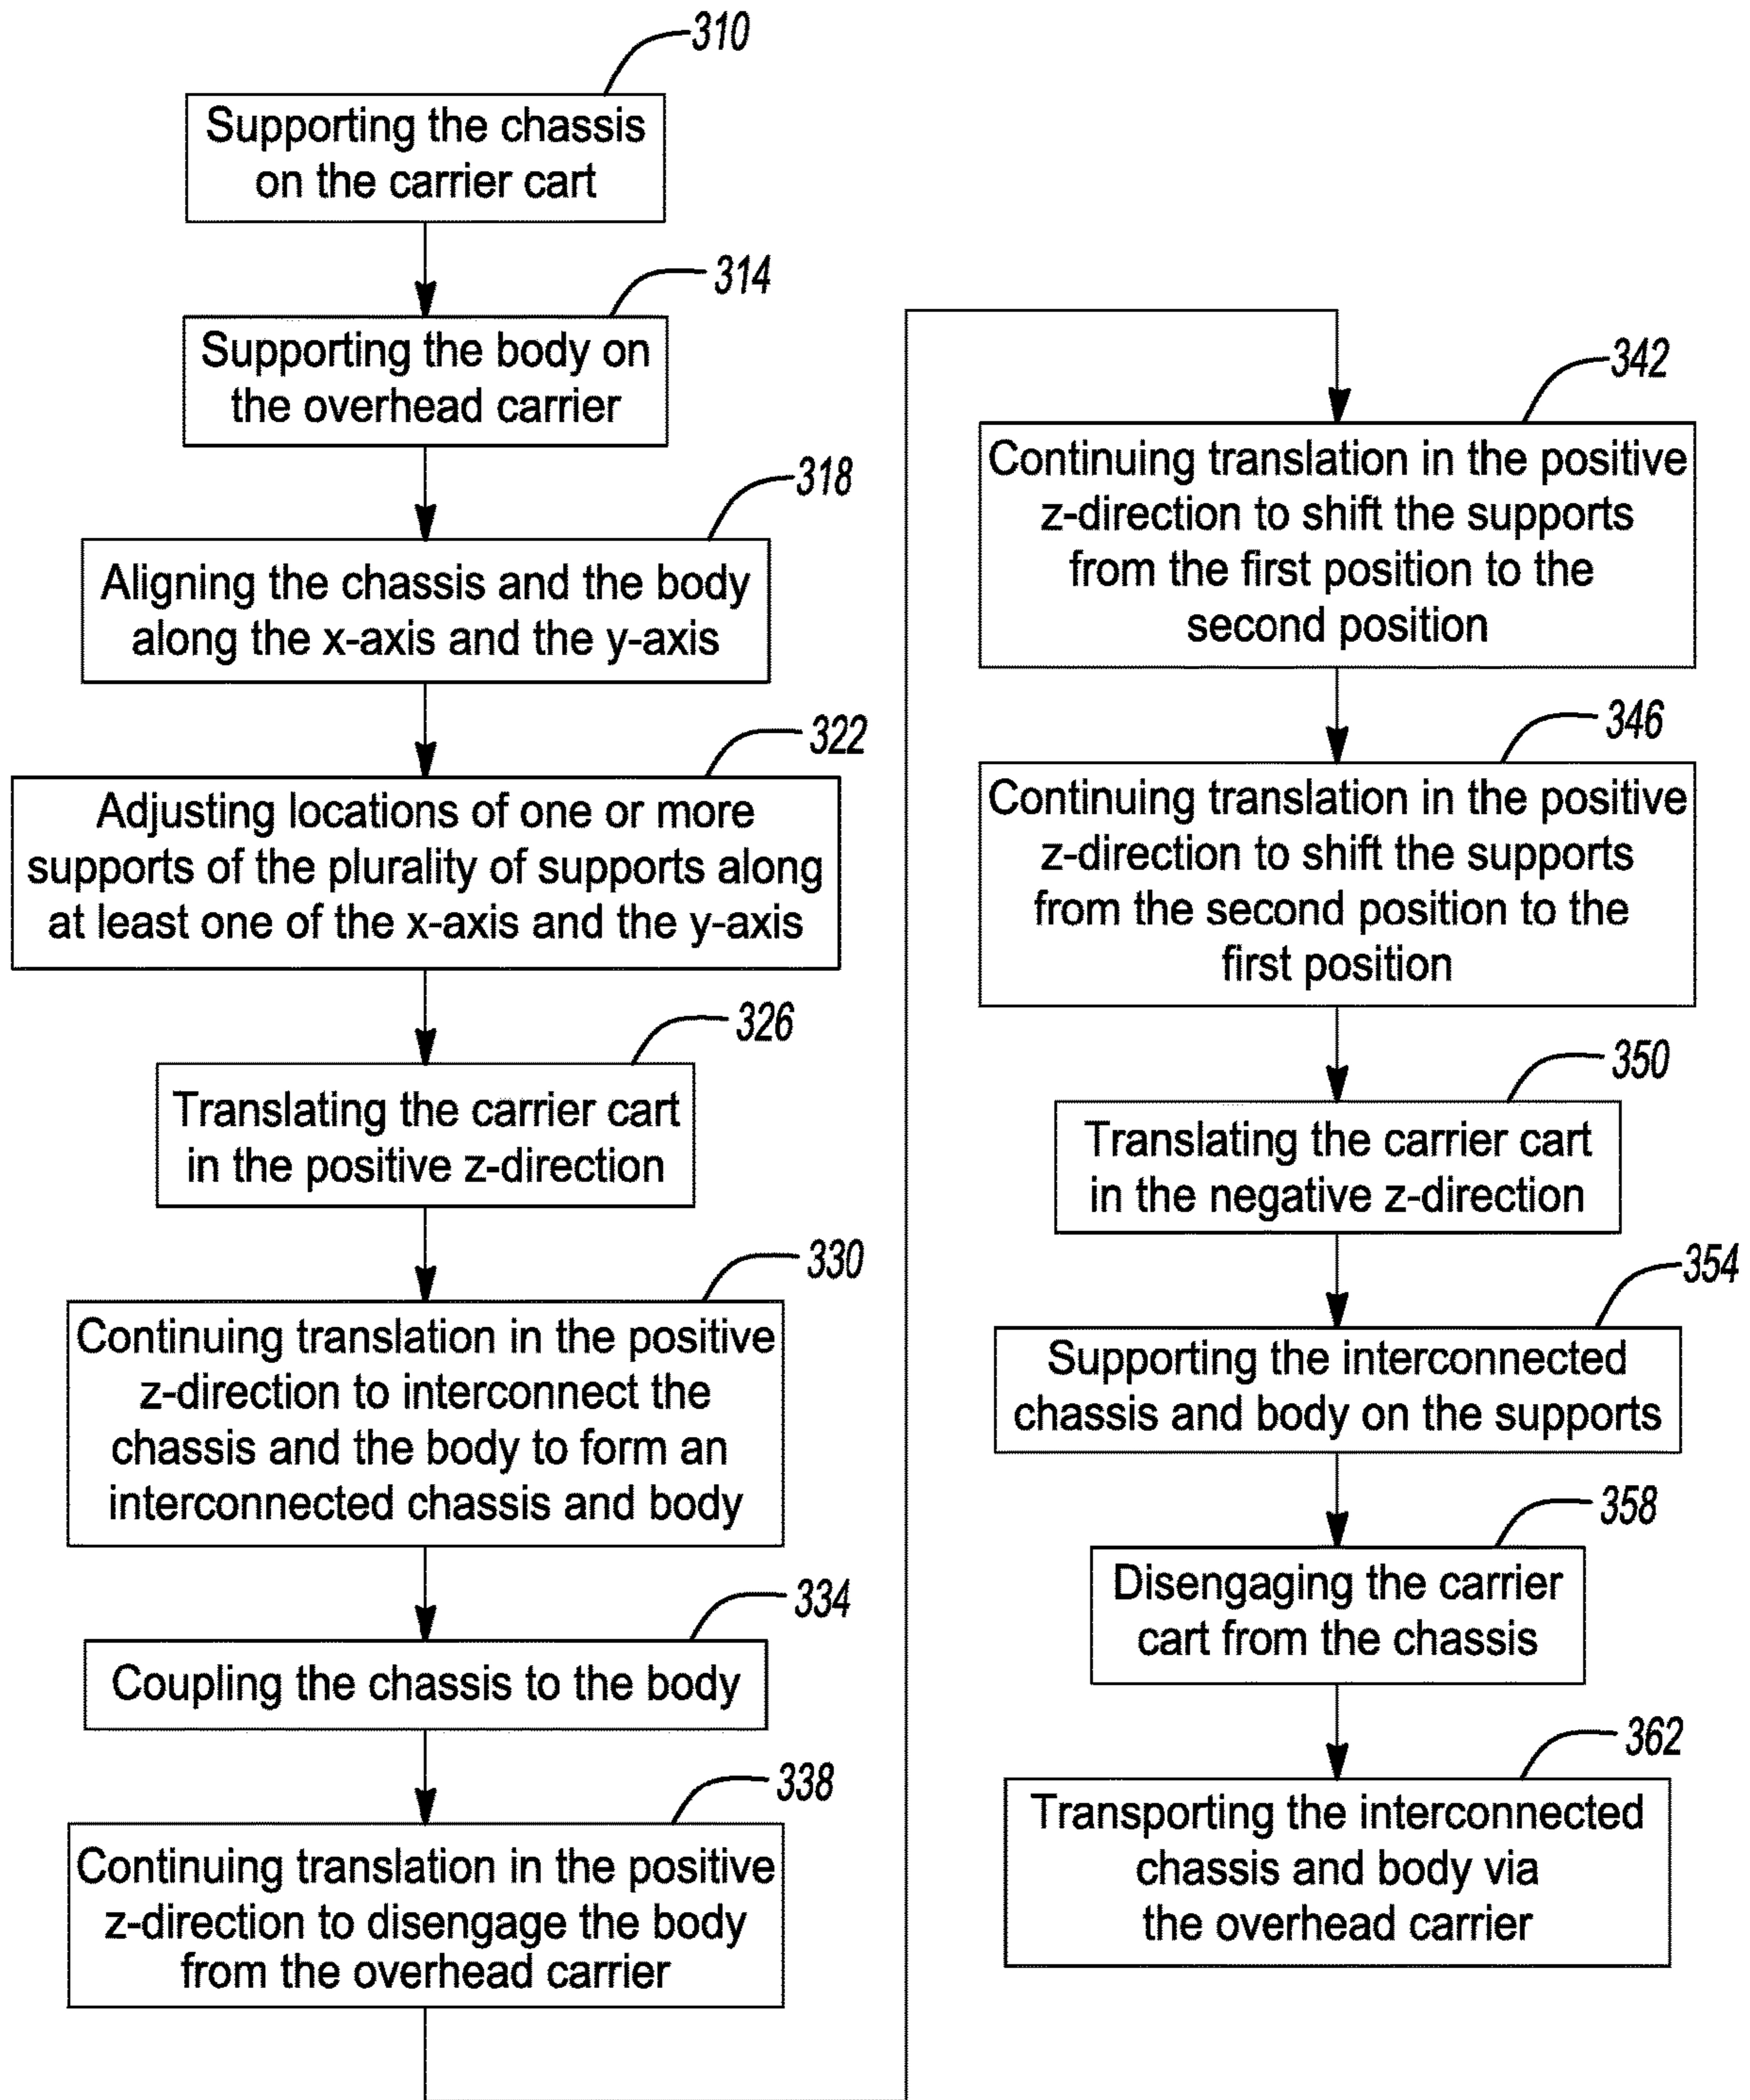 310
Supporting the chassis
on the carrier cart
314
Supporting the body on
the overhead carrier
318
Aligning the chassis and the body
along the x-axis and the y-axis
322
Adjusting locations of one or more
supports of the plurality of supports along
at least one of the x-axis and the y-axis
326
Translating the carrier cart
in the positive z-direction
330
Continuing translation in the positive
z-direction to interconnect the
chassis and the body to form an
interconnected chassis and body
334
Coupling the chassis to the body
338
Continuing translation in the positive
z-direction to disengage the body
from the overhead carrier
342
Continuing translation in the positive
z-direction to shift the supports
from the first position to the
second position
346
Continuing translation in the positive
z-direction to shift the supports
from the second position to the
first position
350
Translating the carrier cart
in the negative z-direction
354
Supporting the interconnected
chassis and body on the supports
358
Disengaging the carrier
cart from the chassis
362
Transporting the interconnected
chassis and body via
the overhead carrier